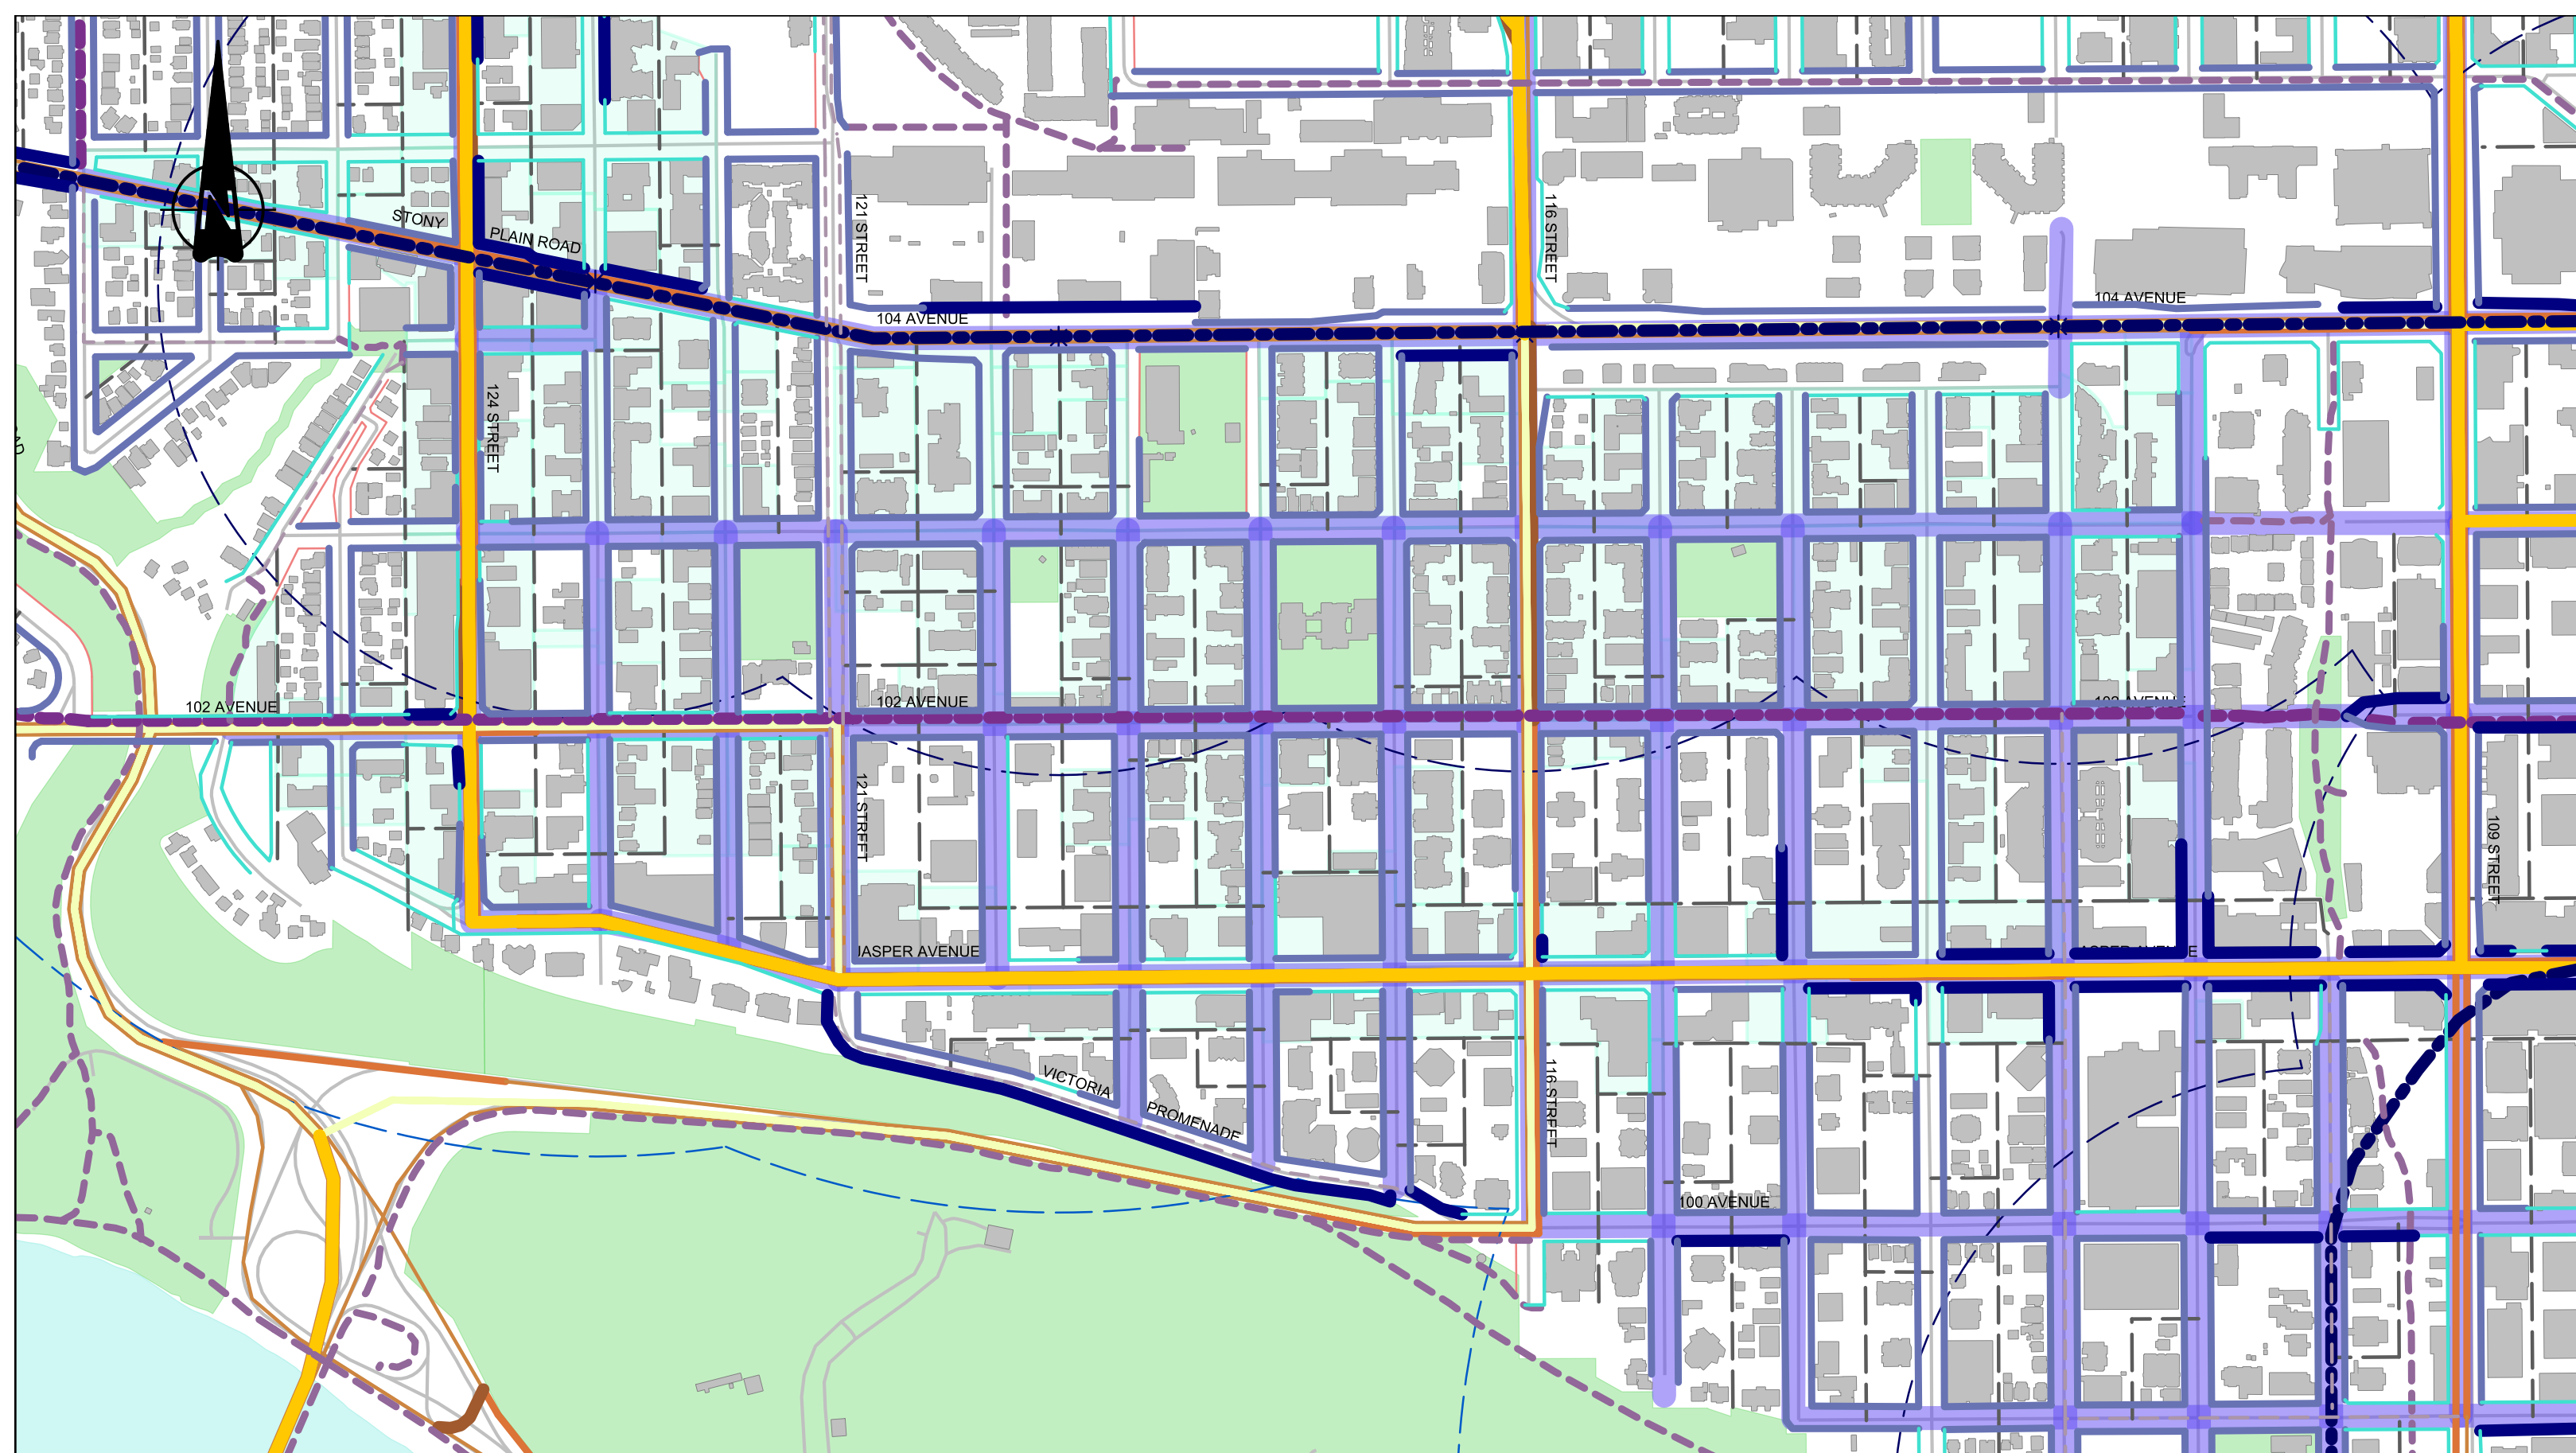 N
STONY
PLAIN ROAD
121 STREET
116 STREET
104 AVENUE
104 AVENUE
124 STREET
102 AVENUE
102 AVENUE
121 STREET
109 STREET
JASPER AVENUE
VICTORIA
PROMENADE
116 STREET
100 AVENUE